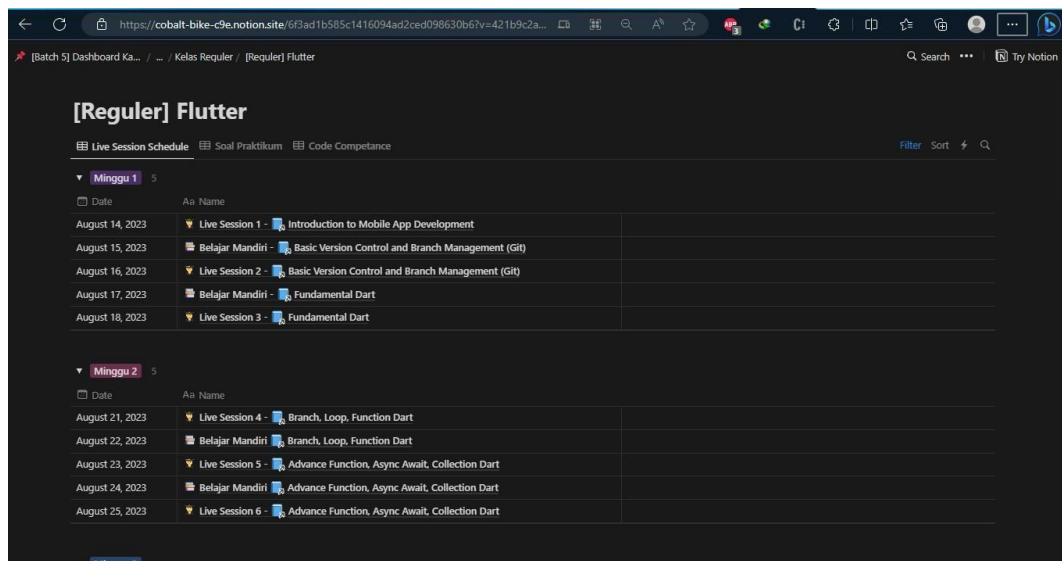 https://cobalt-bike-c9e.notion.site/6f3ad1b585c1416094ad2ced098630b6?v=421b9c2a...
[Batch 5] Dashboard Ka... / ... / Kelas Reguler / [Reguler] Flutter
Search ••• Try Notion
[Reguler] Flutter
Live Session Schedule Soal Praktikum Code Competance
Filter Sort
Minggu 1 5
Date Aa Name
August 14, 2023 Live Session 1 - Introduction to Mobile App Development
August 15, 2023 Belajar Mandiri - Basic Version Control and Branch Management (Git)
August 16, 2023 Live Session 2 - Basic Version Control and Branch Management (Git)
August 17, 2023 Belajar Mandiri - Fundamental Dart
August 18, 2023 Live Session 3 - Fundamental Dart
Minggu 2 5
Date Aa Name
August 21, 2023 Live Session 4 - Branch, Loop, Function Dart
August 22, 2023 Belajar Mandiri Branch, Loop, Function Dart
August 23, 2023 Live Session 5 - Advance Function, Async Await, Collection Dart
August 24, 2023 Belajar Mandiri Advance Function, Async Await, Collection Dart
August 25, 2023 Live Session 6 - Advance Function, Async Await, Collection Dart